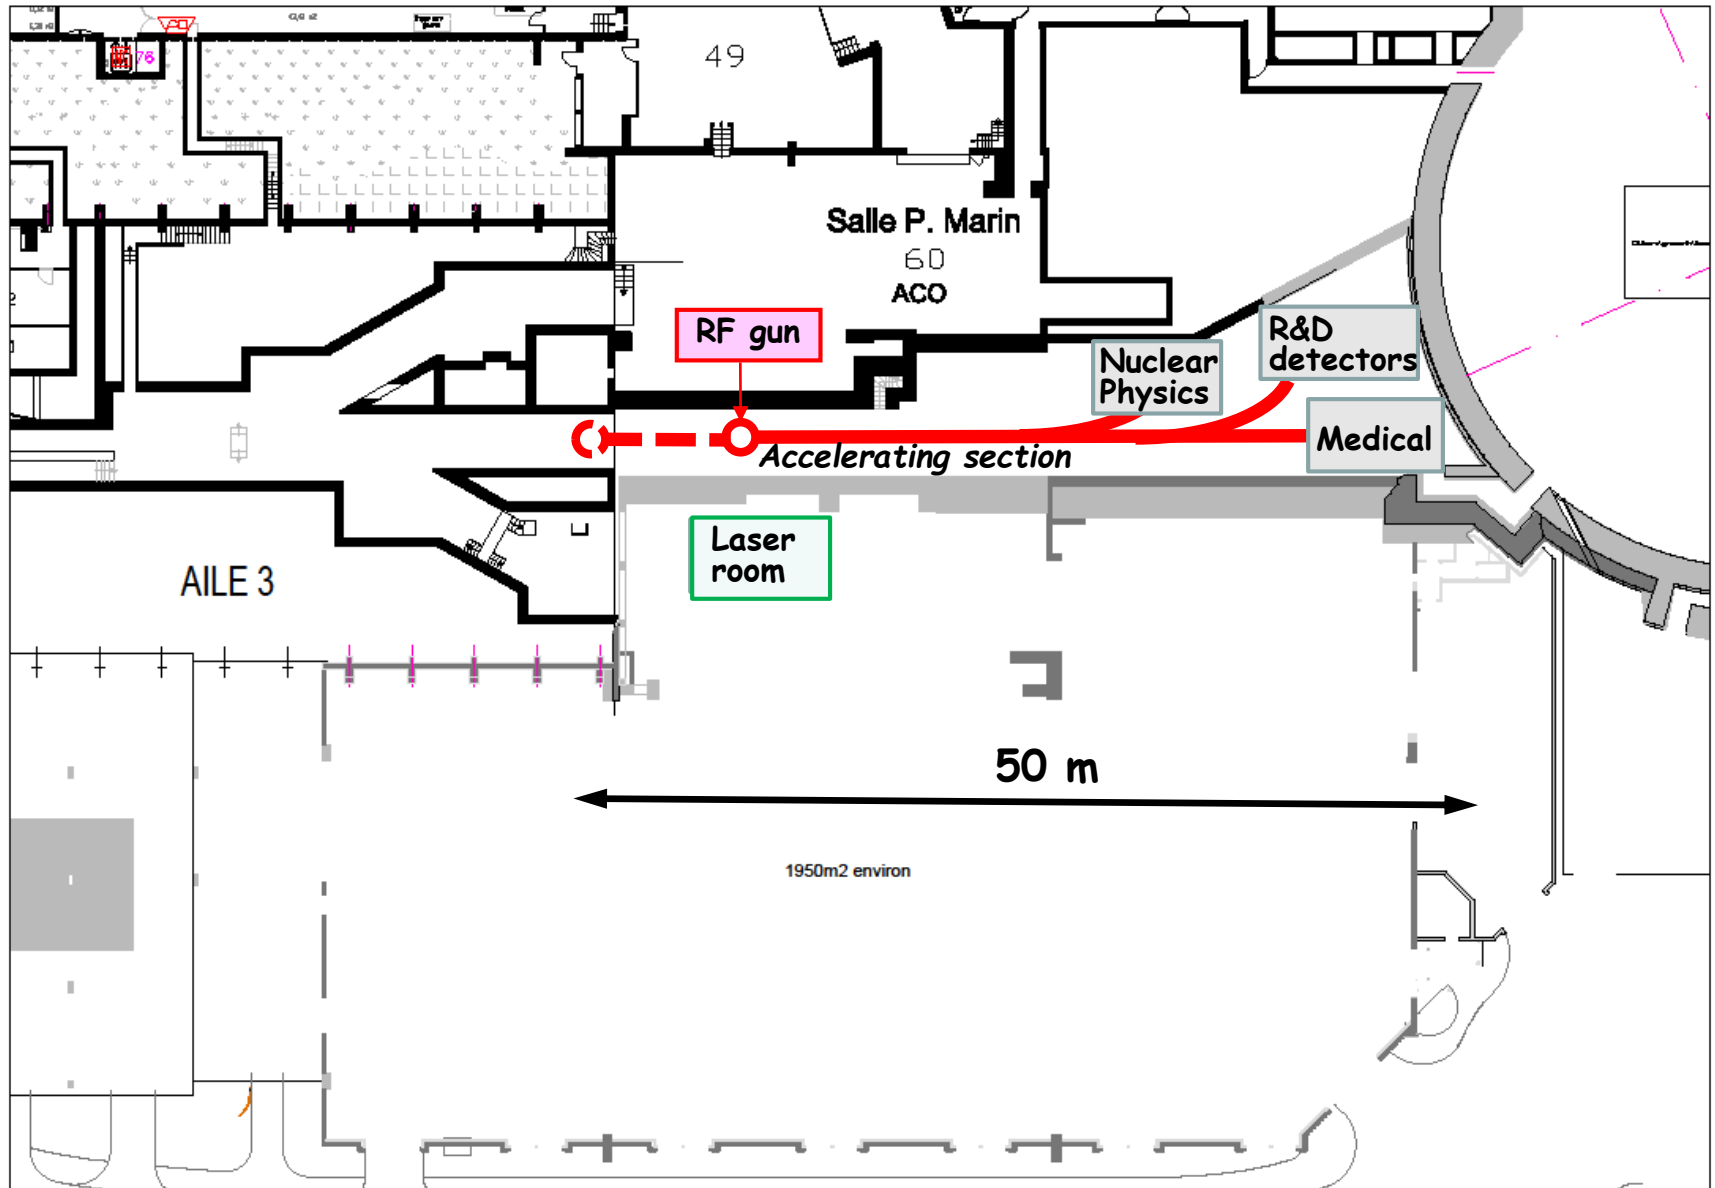 76
49
Salle P. Marin
60
ACO
RF gun
R&D
detectors
Nuclear
Physics
Medical
Accelerating section
Laser
room
AILE 3
50 m
1950m2 environ